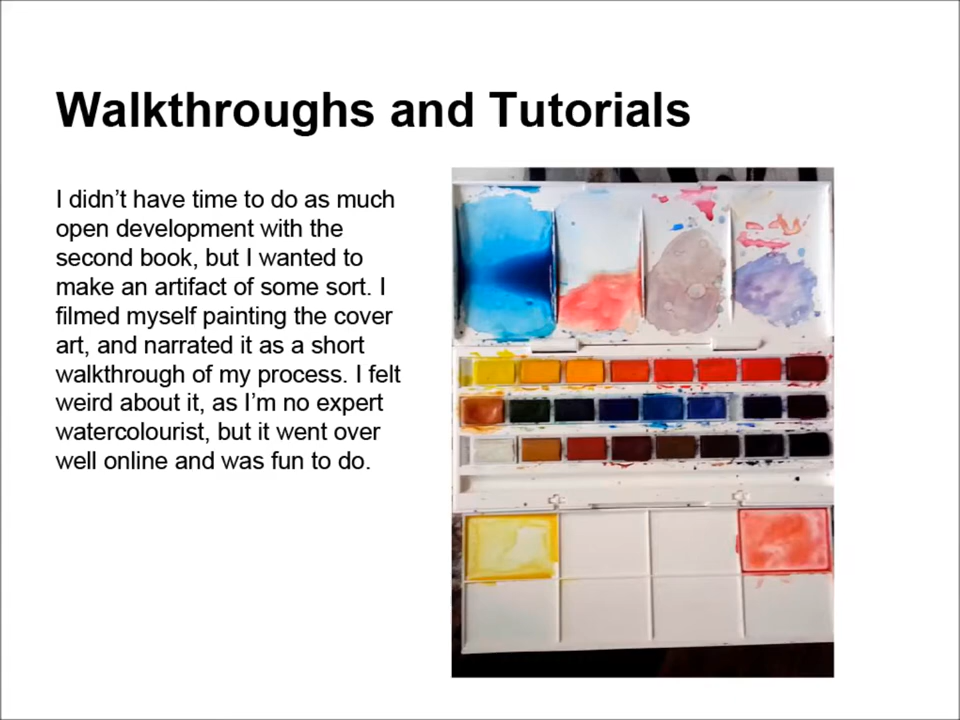 Walkthroughs and Tutorials
I didn’t have time to do as much
open development with the
second book, but I wanted to
make an artifact of some sort. I
filmed myself painting the cover
art, and narrated it as a short
walkthrough of my process. I felt
weird about it, as I’m no expert
watercolourist, but it went over
well online and was fun to do.